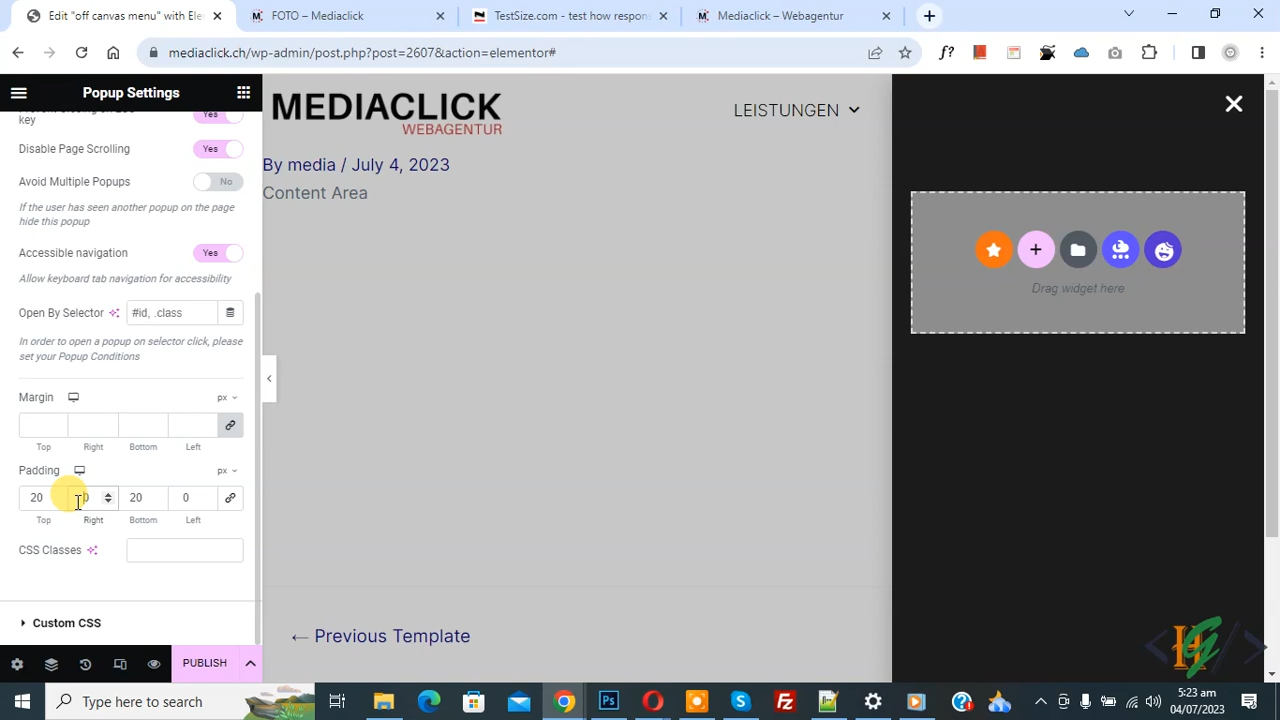 Edit "off canvas menu" with Ele
FOTO – Mediaclick
TestSize.com - test how respons
Mediaclick – Webagentur
mediaclick.ch/wp-admin/post.php?post=2607&action=elementor#
f?
Popup Settings
key
Yes
Disable Page Scrolling
Yes
Avoid Multiple Popups
No
If the user has seen another popup on the page
hide this popup
Accessible navigation
Yes
Allow keyboard tab navigation for accessibility
Open By Selector
#id, .class
In order to open a popup on selector click, please
set your Popup Conditions
Margin
px
Top
Right
Bottom
Left
Padding
px
20
0
20
0
Top
Right
Bottom
Left
CSS Classes
Custom CSS
PUBLISH
MEDIACLICK
WEBAGENTUR
LEISTUNGEN
By media / July 4, 2023
Content Area
Drag widget here
← Previous Template
Type here to search
Ps
5:23 am
04/07/2023